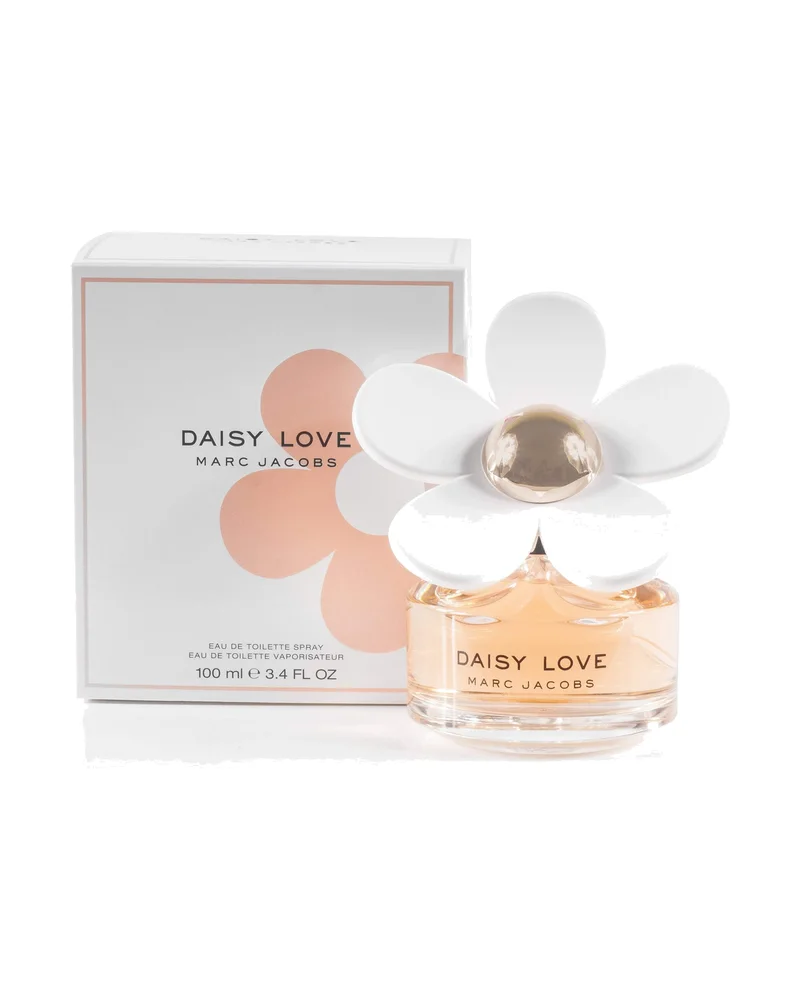 DAISY LOVE
MARC JACOBS
EAU DE TOILETTE SPRAY
EAU DE TOILETTE VAPORISATEUR
100 ml ℮ 3.4 FL OZ
DAISY LOVE
MARC JACOBS